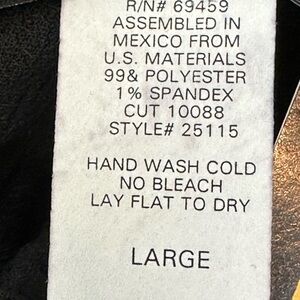 R/N# 69459
ASSEMBLED IN
MEXICO FROM
U.S. MATERIALS
99& POLYESTER
1% SPANDEX
CUT 10088
STYLE# 25115
HAND WASH COLD
NO BLEACH
LAY FLAT TO DRY
LARGE